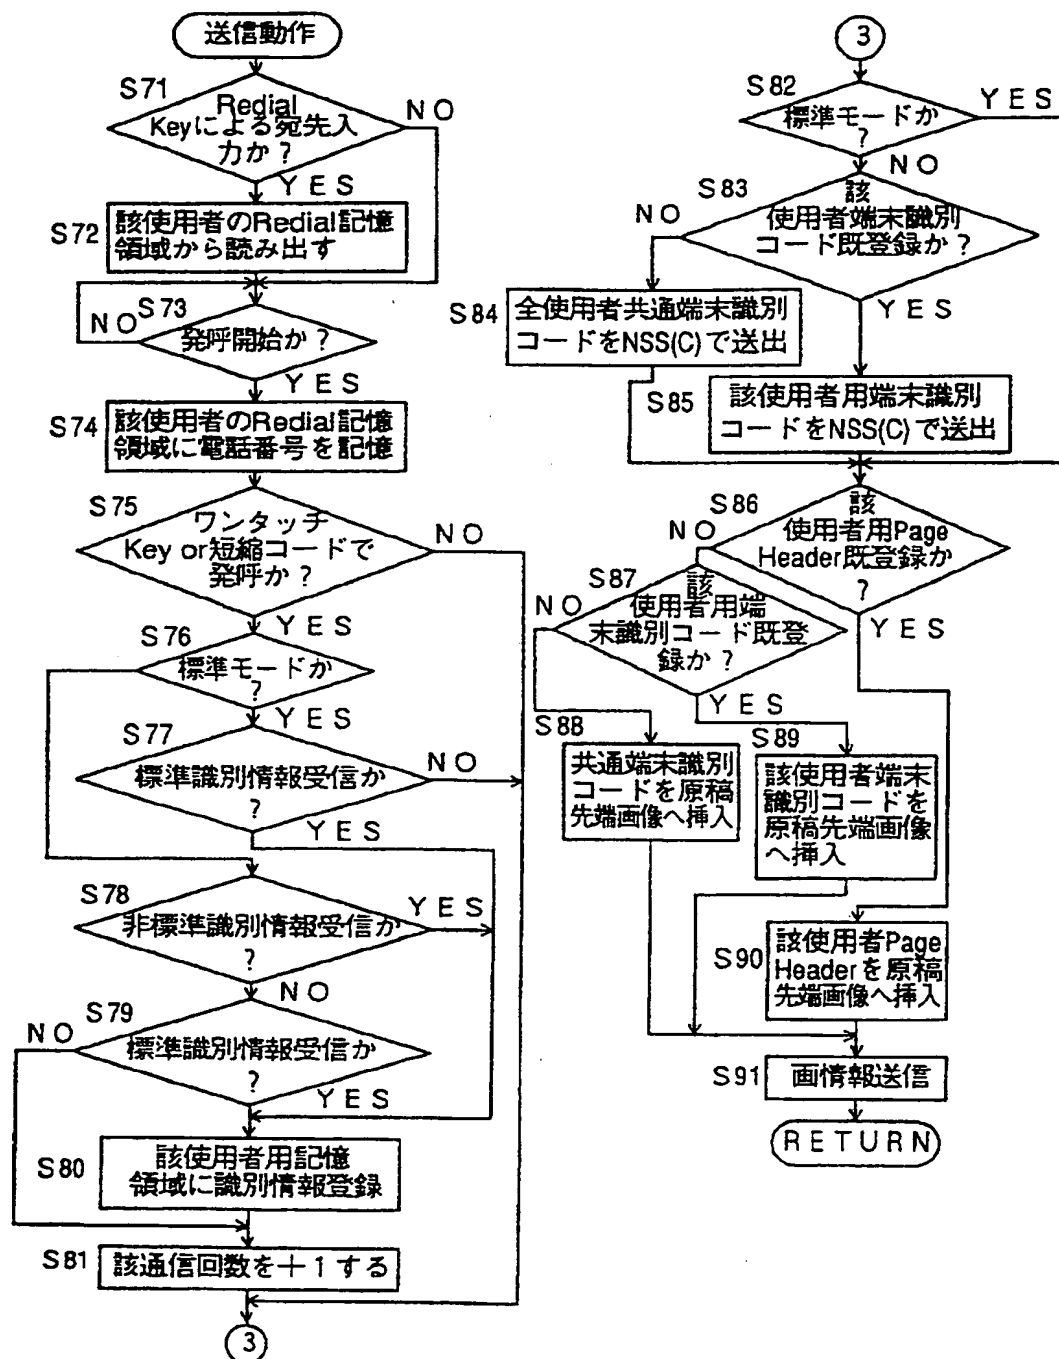 送信動作
S71
Redial
Keyによる宛先入
力か?
NO
YES
S72
該使用者のRedial記憶
領域から読み出す
S73
NO
発呼開始か?
YES
S74
該使用者のRedial記憶
領域に電話番号を記憶
S75
ワンタッチ
Key or短縮コードで
発呼か?
NO
YES
S76
標準モードか
?
YES
S77
標準識別情報受信か
?
NO
YES
S78
非標準識別情報受信か
?
YES
NO
S79
NO
標準識別情報受信か
?
YES
S80
該使用者用記憶
領域に識別情報登録
S81
該通信回数を+1する
3
3
S82
標準モードか
?
YES
NO
S83
該
使用者端末識別
コード既登録か?
NO
YES
S84
全使用者共通端末識別
コードをNSS(C)で送出
S85
該使用者用端末識別
コードをNSS(C)で送出
S86
該
使用者用Page
Header既登録か
?
NO
YES
S87
該
使用者用端
末識別コード既登
録か?
NO
YES
S88
共通端末識別
コードを原稿
先端画像へ挿入
S89
該使用者端末
識別コードを
原稿先端画像
へ挿入
S90
該使用者Page
Headerを原稿
先端画像へ挿入
S91
画情報送信
RETURN